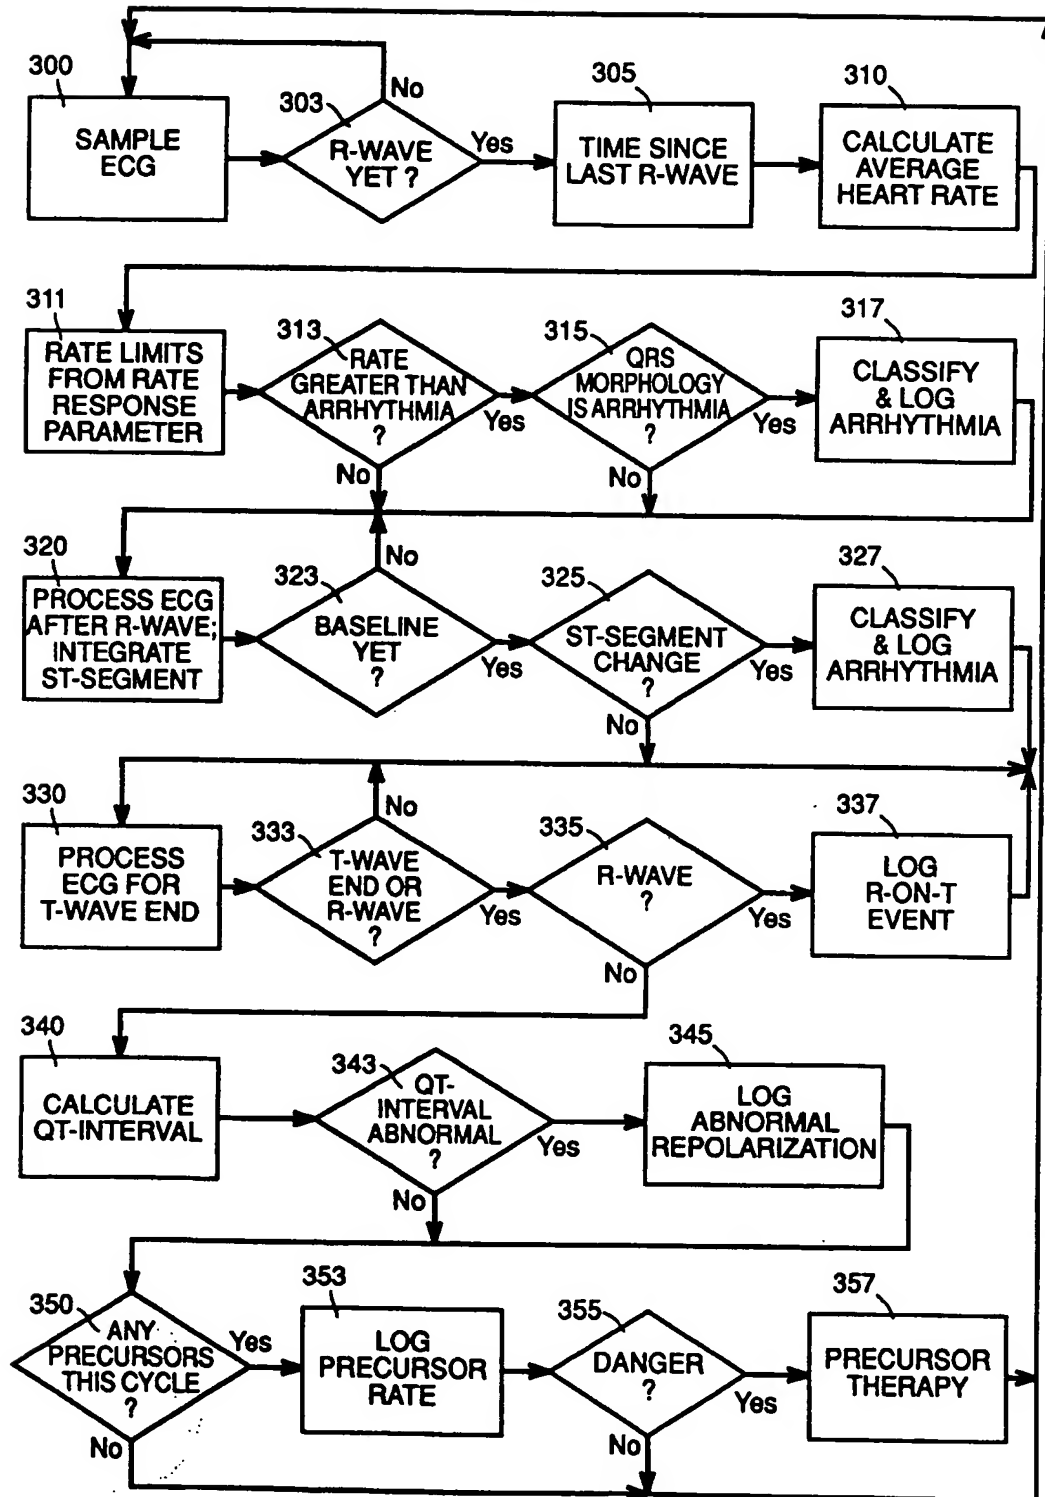 300
SAMPLE
ECG
303
R-WAVE
YET ?
No
Yes
305
TIME SINCE
LAST R-WAVE
310
CALCULATE
AVERAGE
HEART RATE
311
RATE LIMITS
FROM RATE
RESPONSE
PARAMETER
313
RATE
GREATER THAN
ARRHYTHMIA
?
Yes
No
315
QRS
MORPHOLOGY
IS ARRHYTHMIA
?
Yes
No
317
CLASSIFY
& LOG
ARRHYTHMIA
320
PROCESS ECG
AFTER R-WAVE;
INTEGRATE
ST-SEGMENT
323
No
BASELINE
YET
?
Yes
325
ST-SEGMENT
CHANGE
?
Yes
No
327
CLASSIFY
& LOG
ARRHYTHMIA
330
PROCESS
ECG FOR
T-WAVE END
333
No
T-WAVE
END OR
R-WAVE
?
Yes
335
R-WAVE
?
Yes
No
337
LOG
R-ON-T
EVENT
340
CALCULATE
QT-INTERVAL
343
QT-
INTERVAL
ABNORMAL
?
Yes
No
345
LOG
ABNORMAL
REPOLARIZATION
350
ANY
PRECURSORS
THIS CYCLE
?
Yes
No
353
LOG
PRECURSOR
RATE
355
DANGER
?
Yes
No
357
PRECURSOR
THERAPY